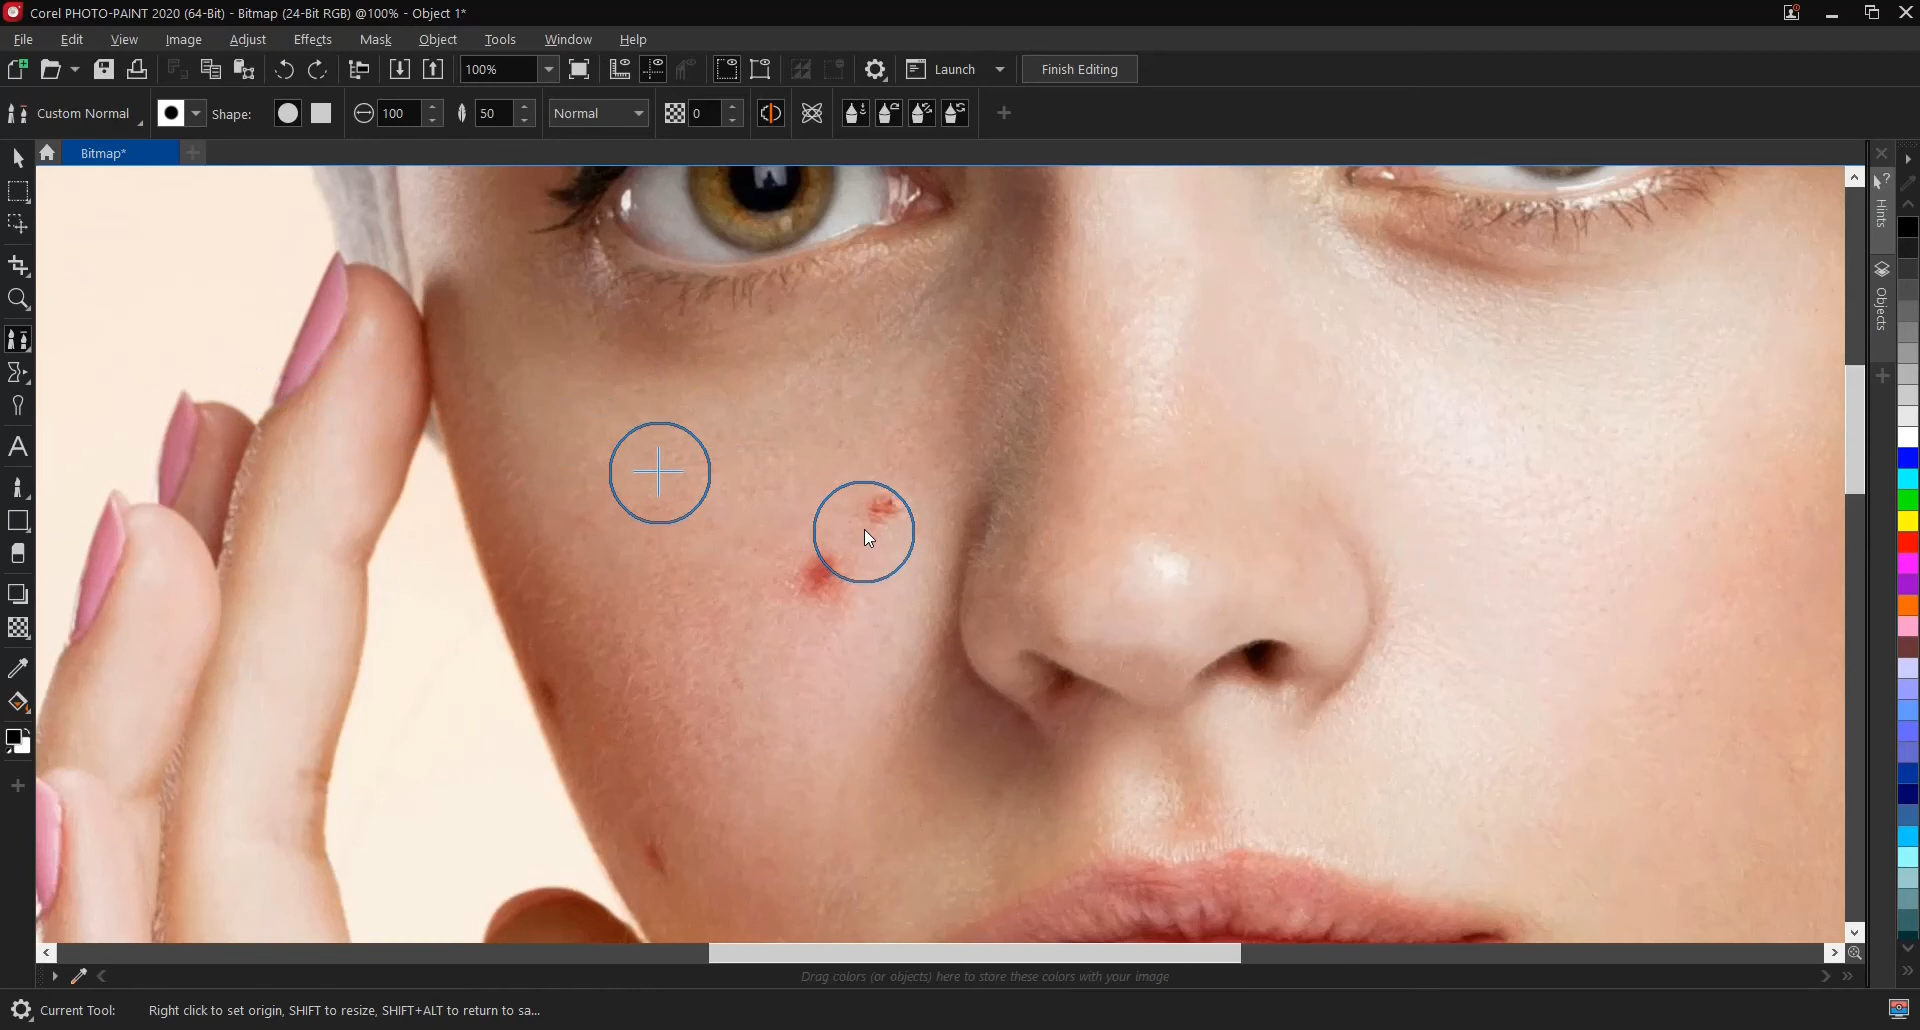 Corel PHOTO-PAINT 2020 (64-Bit) - Bitmap (24-Bit RGB) @100% - Object 1*
File Edit View Image Adjust Effects Mask Object Tools Window Help
100% Launch Finish Editing
Custom Normal Shape: 100 50 Normal 0
Bitmap*
Hints
Objects
Drag colors (or objects) here to store these colors with your image
Current Tool: Right click to set origin, SHIFT to resize, SHIFT+ALT to return to sa...